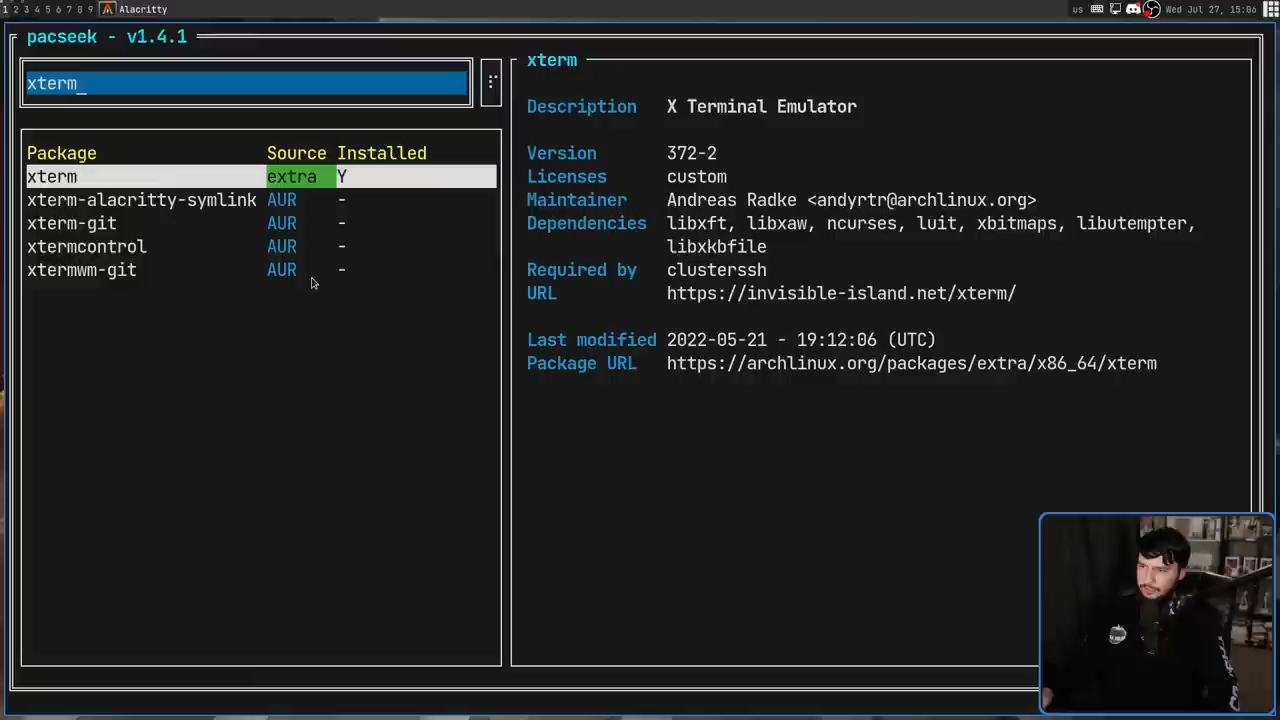 1 2 3 4 5 6 7 8 9 Alacritty
us Wed Jul 27, 15:06
pacseek - v1.4.1
xterm_
Package Source Installed
xterm extra Y
xterm-alacritty-symlink AUR -
xterm-git AUR -
xtermcontrol AUR -
xtermwm-git AUR -
xterm
Description X Terminal Emulator
Version 372-2
Licenses custom
Maintainer Andreas Radke <andyrtr@archlinux.org>
Dependencies libxft, libxaw, ncurses, luit, xbitmaps, libutempter,
libxkbfile
Required by clusterssh
URL https://invisible-island.net/xterm/
Last modified 2022-05-21 - 19:12:06 (UTC)
Package URL https://archlinux.org/packages/extra/x86_64/xterm